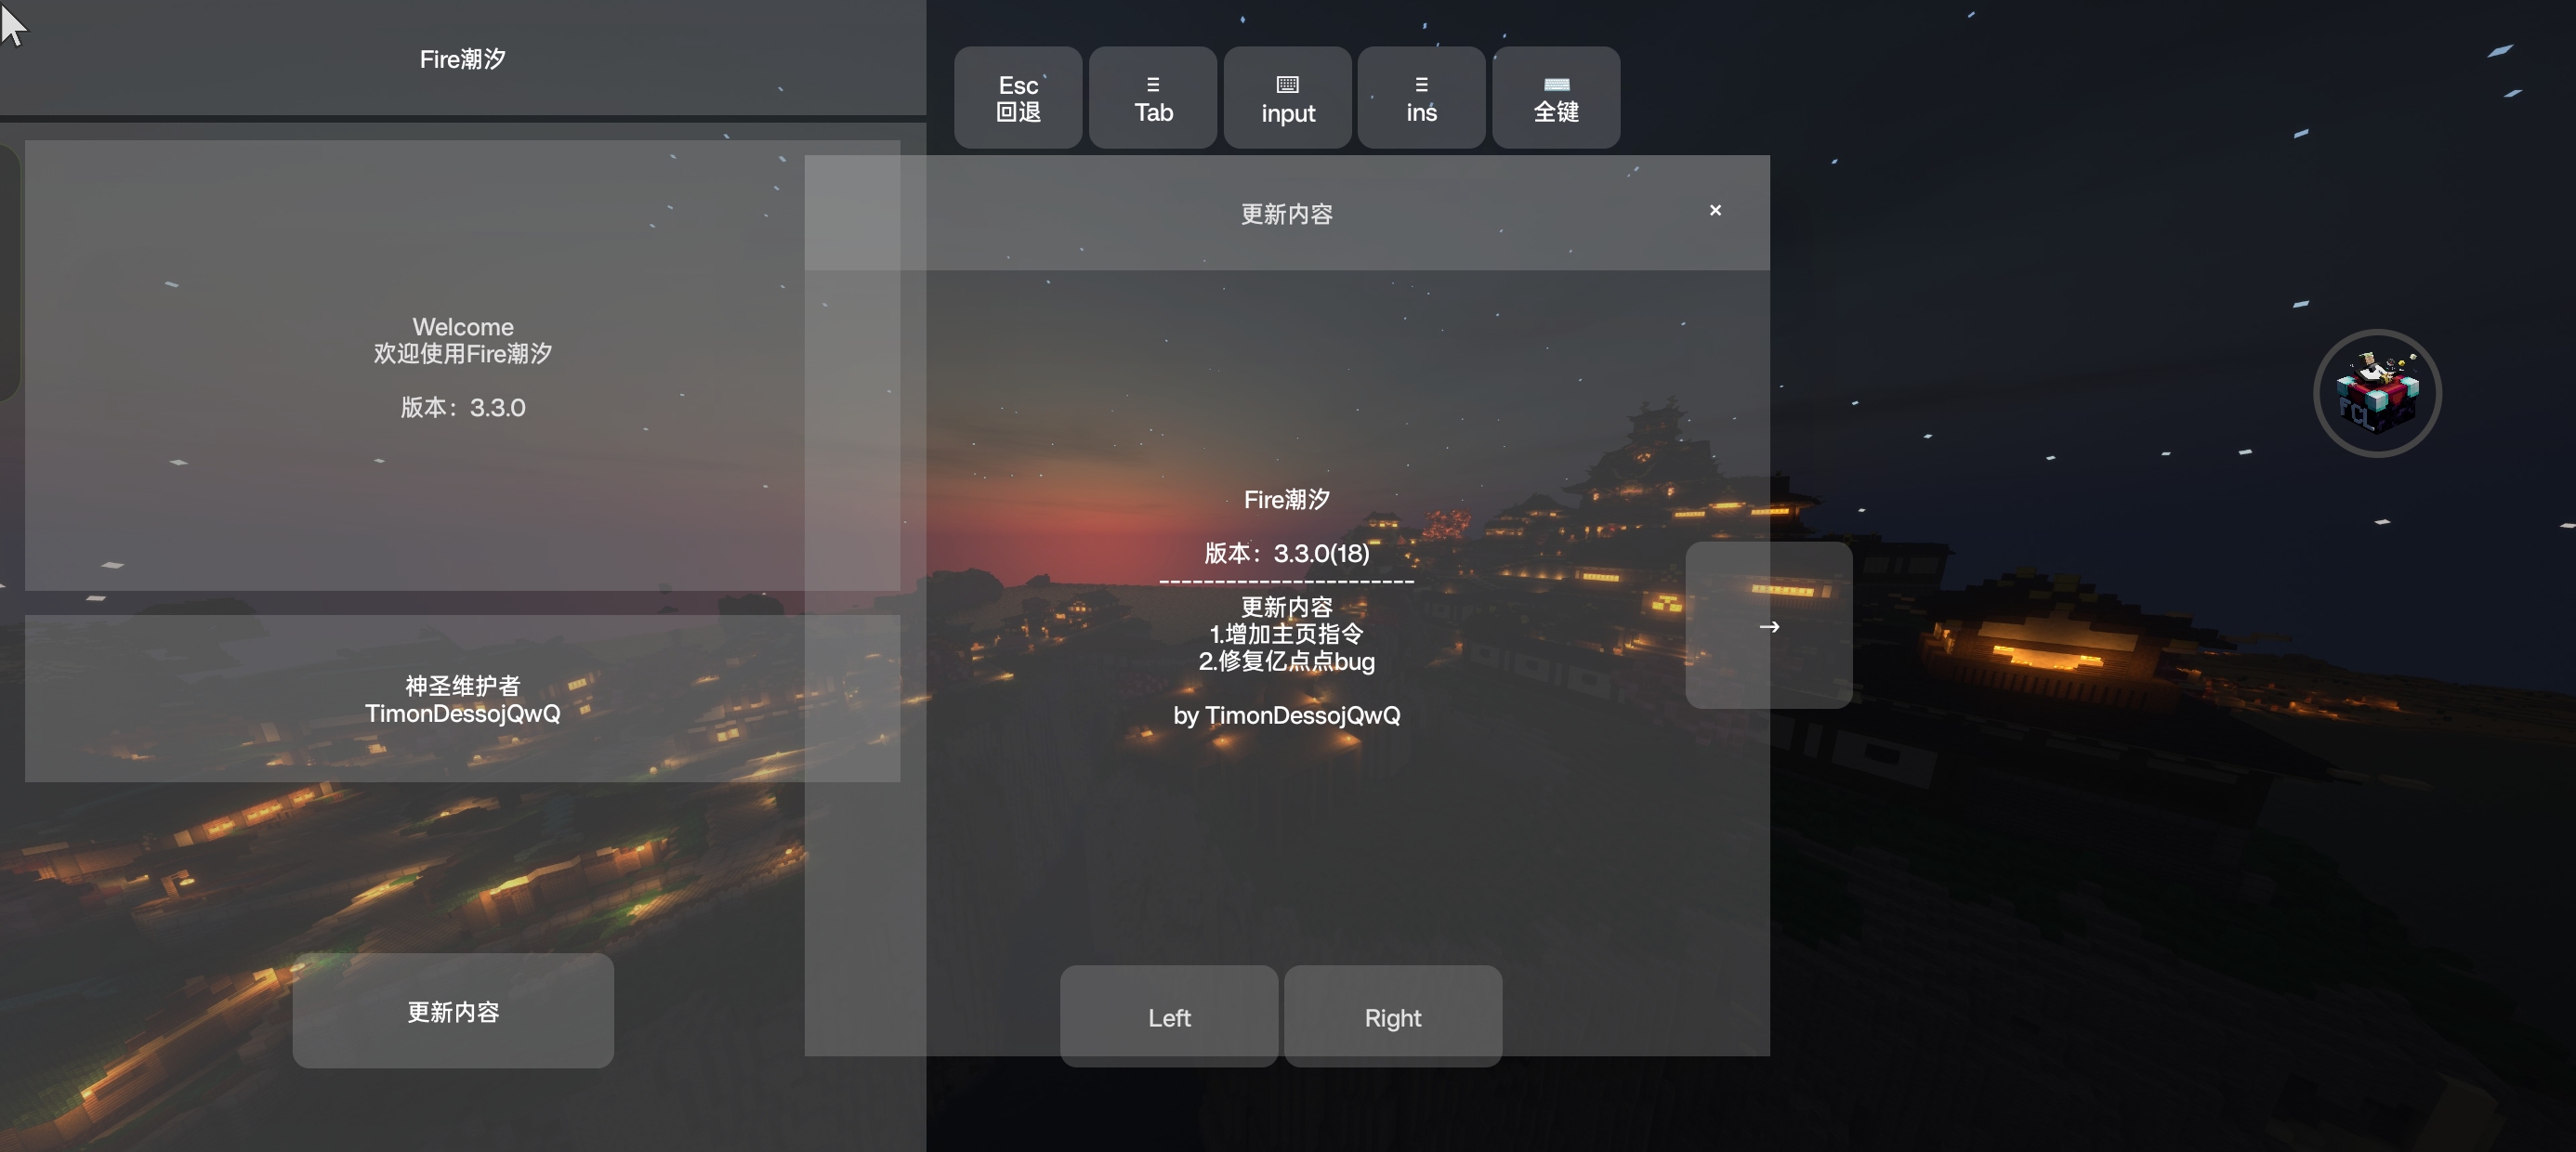 Fire潮汐
Esc
回退
Tab
input
ins
全键
更新内容
×
Welcome
欢迎使用Fire潮汐
版本：3.3.0
神圣维护者
TimonDessojQwQ
更新内容
Fire潮汐
版本：3.3.0(18)
-----------------------
更新内容
1.增加主页指令
2.修复亿点点bug
by TimonDessojQwQ
→
Left
Right
FCL